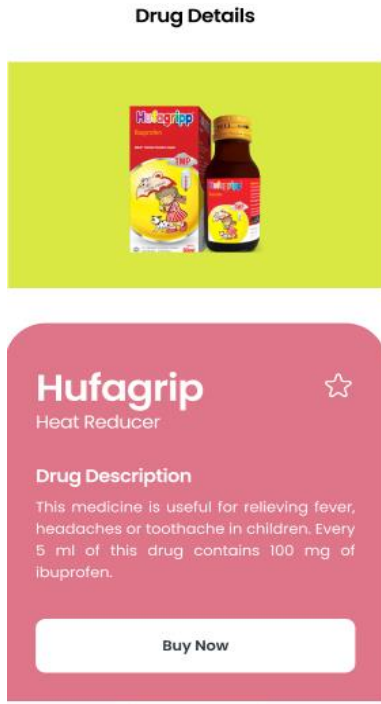 Drug Details
Hufagripp
Ibuprofen
TMP
Hufagripp
Hufagrip
Heat Reducer
Drug Description
This medicine is useful for relieving fever,
headaches or toothache in children. Every
5 ml of this drug contains 100 mg of
ibuprofen.
Buy Now